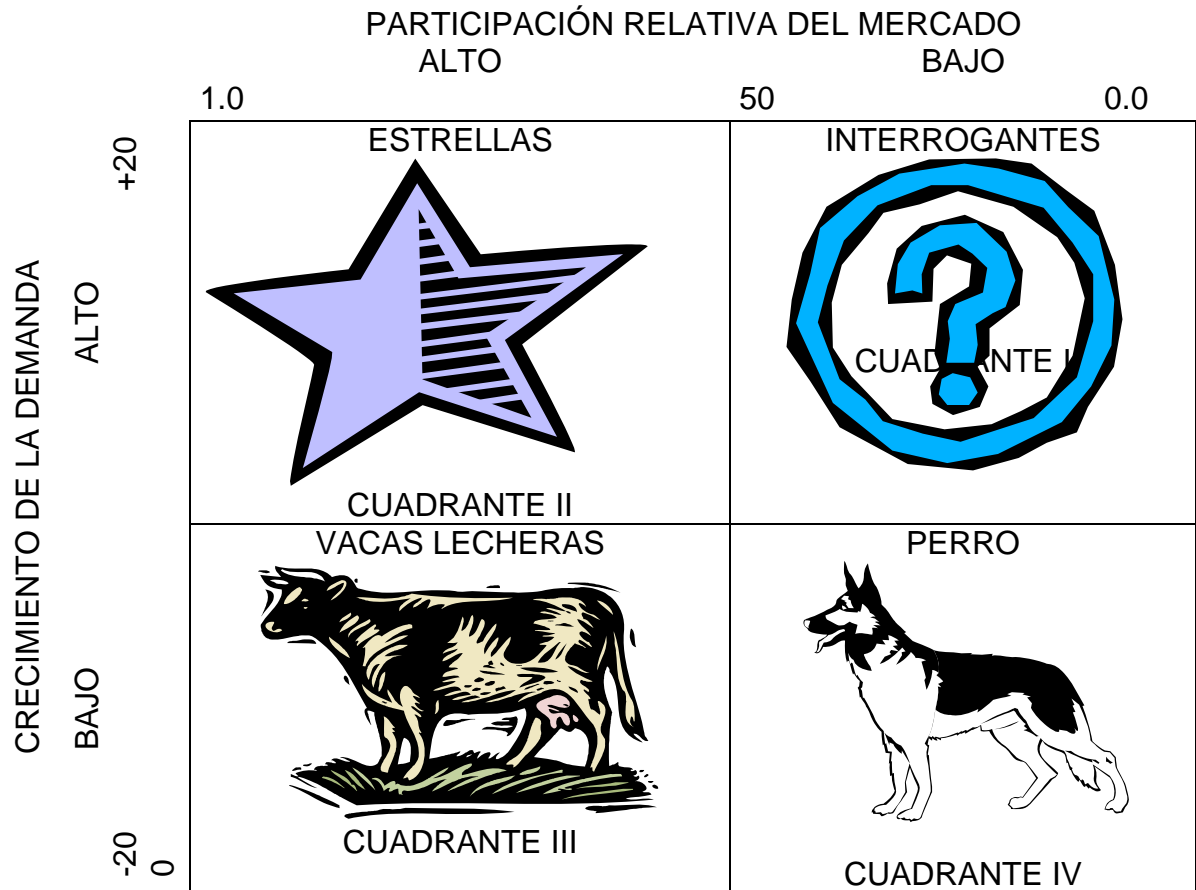 PARTICIPACIÓN RELATIVA DEL MERCADO
ALTO BAJO
1.0 50 0.0
CRECIMIENTO DE LA DEMANDA
ALTO
BAJO
+20
-20
0
ESTRELLAS
CUADRANTE II
INTERROGANTES
CUADRANTE I
VACAS LECHERAS
CUADRANTE III
PERRO
CUADRANTE IV